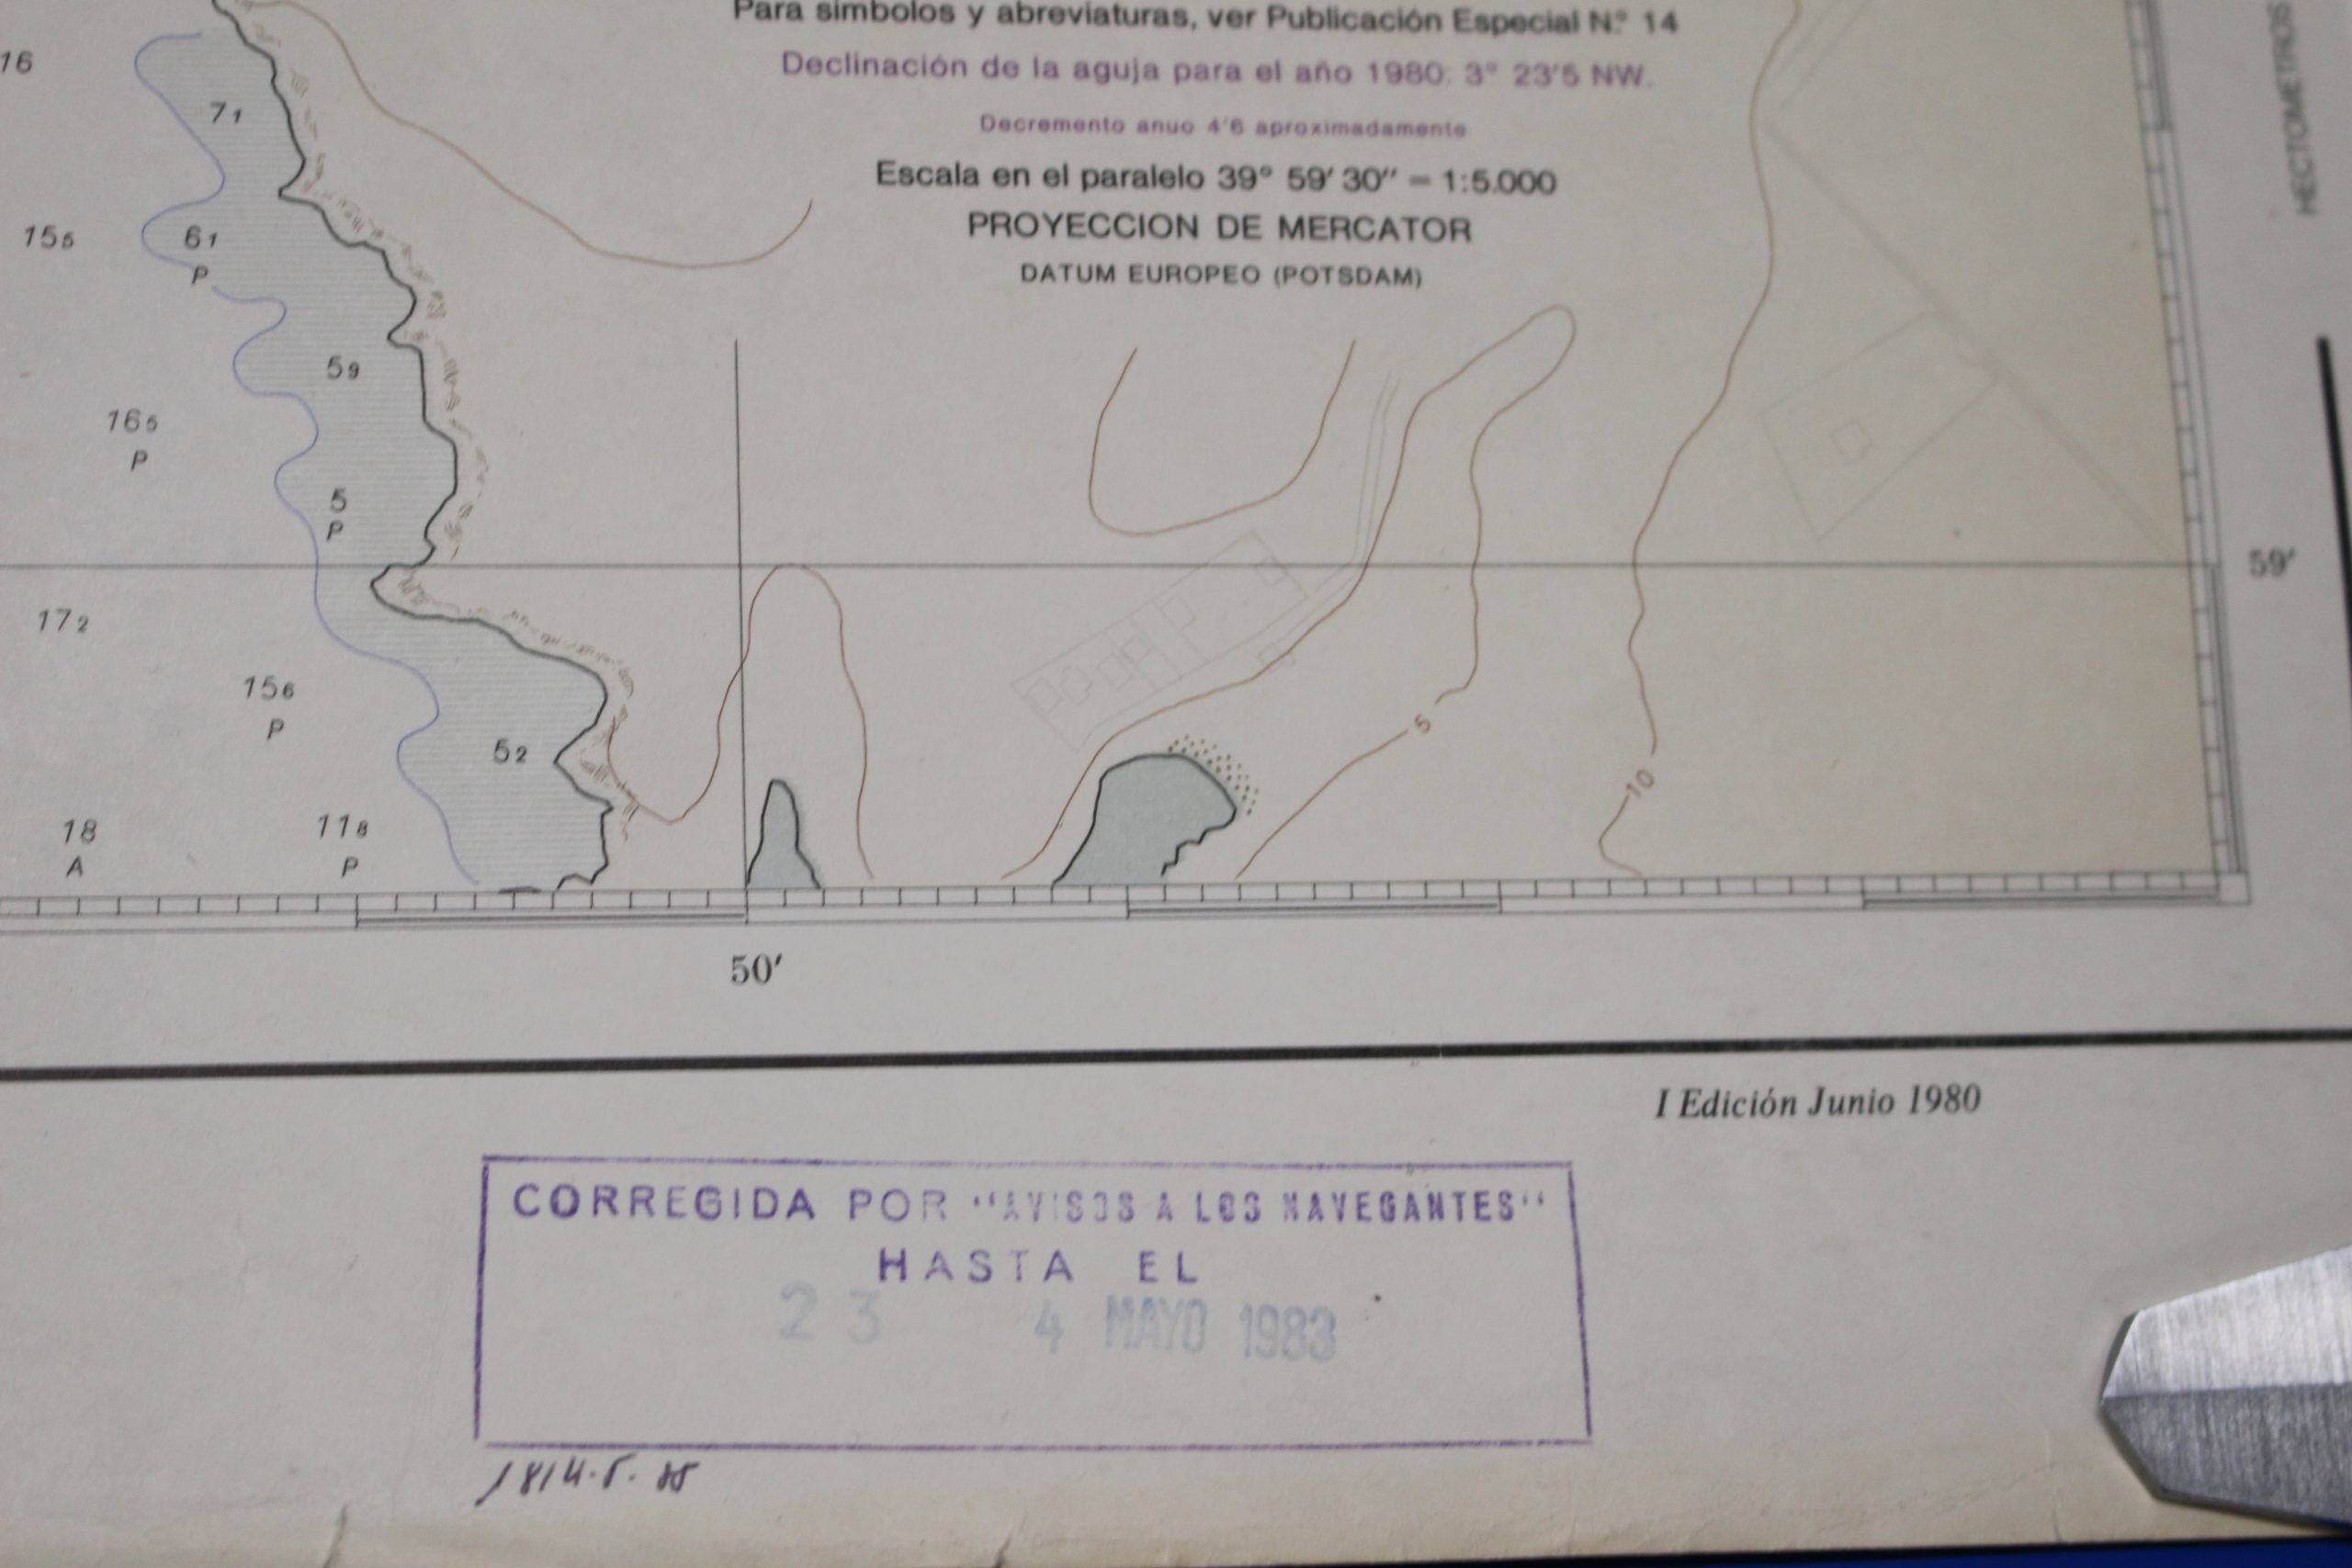 Para símbolos y abreviaturas, ver Publicación Especial N.º 14
Declinación de la aguja para el año 1980: 3° 23'5 NW.
Decremento anuo 4'6 aproximadamente
Escala en el paralelo 39° 59' 30" = 1:5.000
PROYECCION DE MERCATOR
DATUM EUROPEO (POTSDAM)
HECTOMETROS
16
71
155
61
P
59
165
P
5
P
59'
172
156
P
52
5
10
18
A
118
P
50'
I Edición Junio 1980
CORREGIDA POR "AVISOS A LOS NAVEGANTES"
HASTA EL
23 4 MAYO 1983